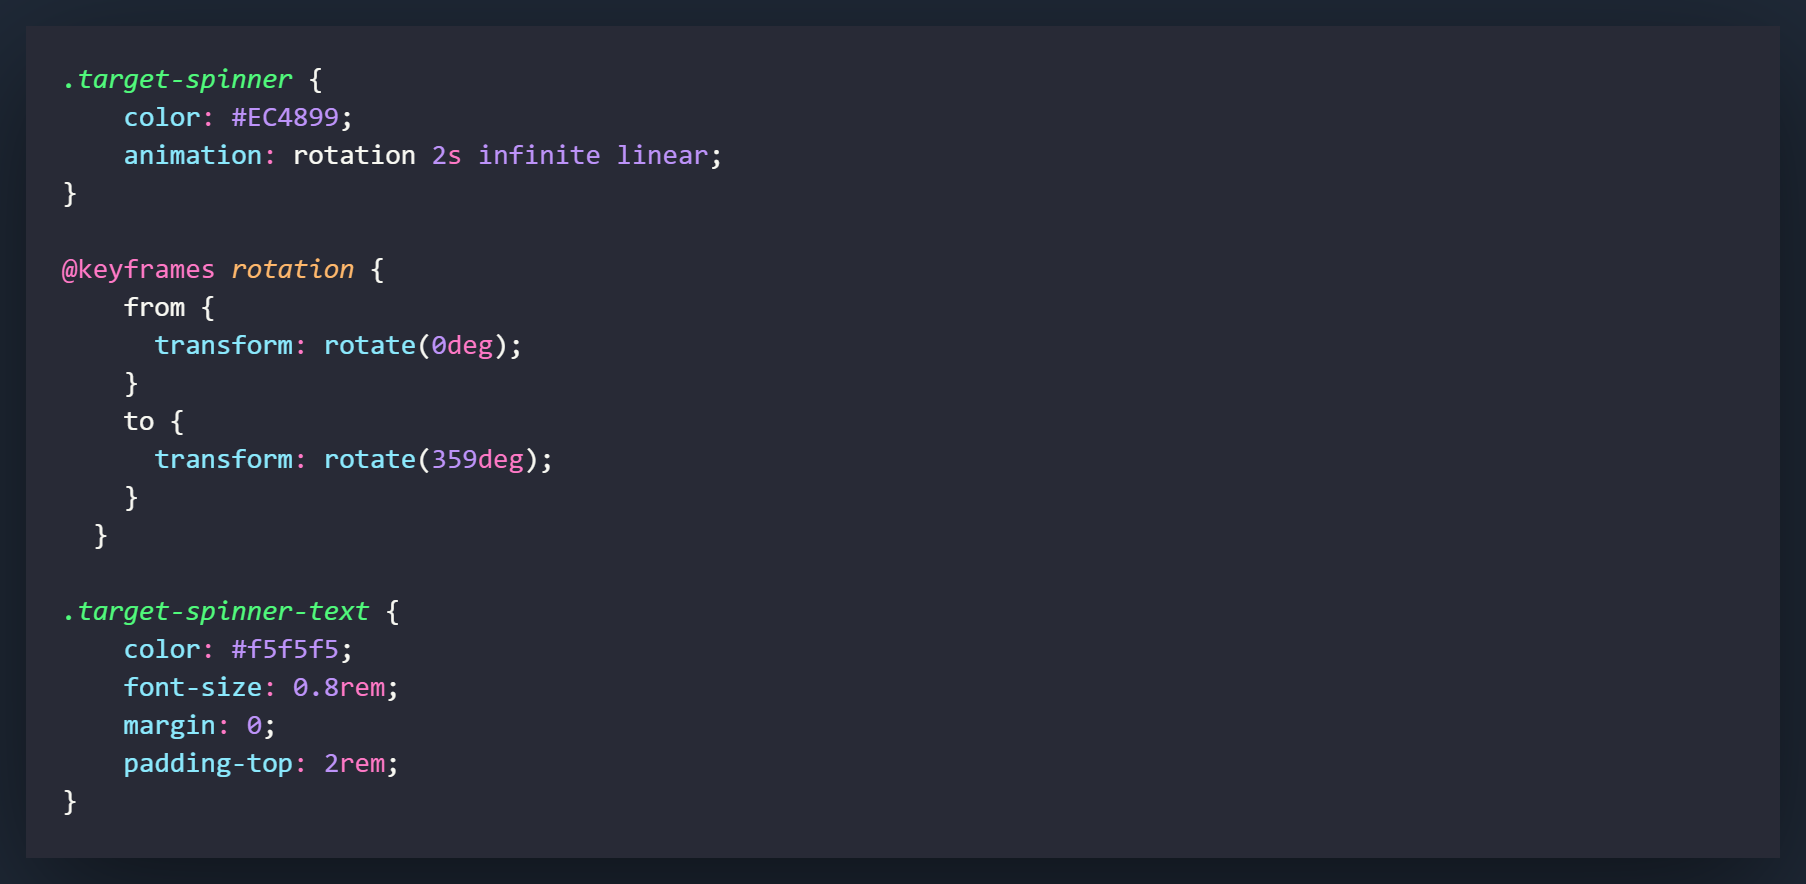 .target-spinner {
    color: #EC4899;
    animation: rotation 2s infinite linear;
}

@keyframes rotation {
    from {
      transform: rotate(0deg);
    }
    to {
      transform: rotate(359deg);
    }
  }

.target-spinner-text {
    color: #f5f5f5;
    font-size: 0.8rem;
    margin: 0;
    padding-top: 2rem;
}